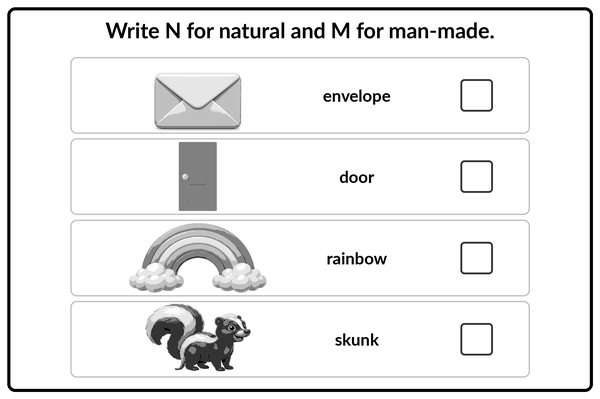 Write N for natural and M for man-made.
envelope
door
rainbow
skunk